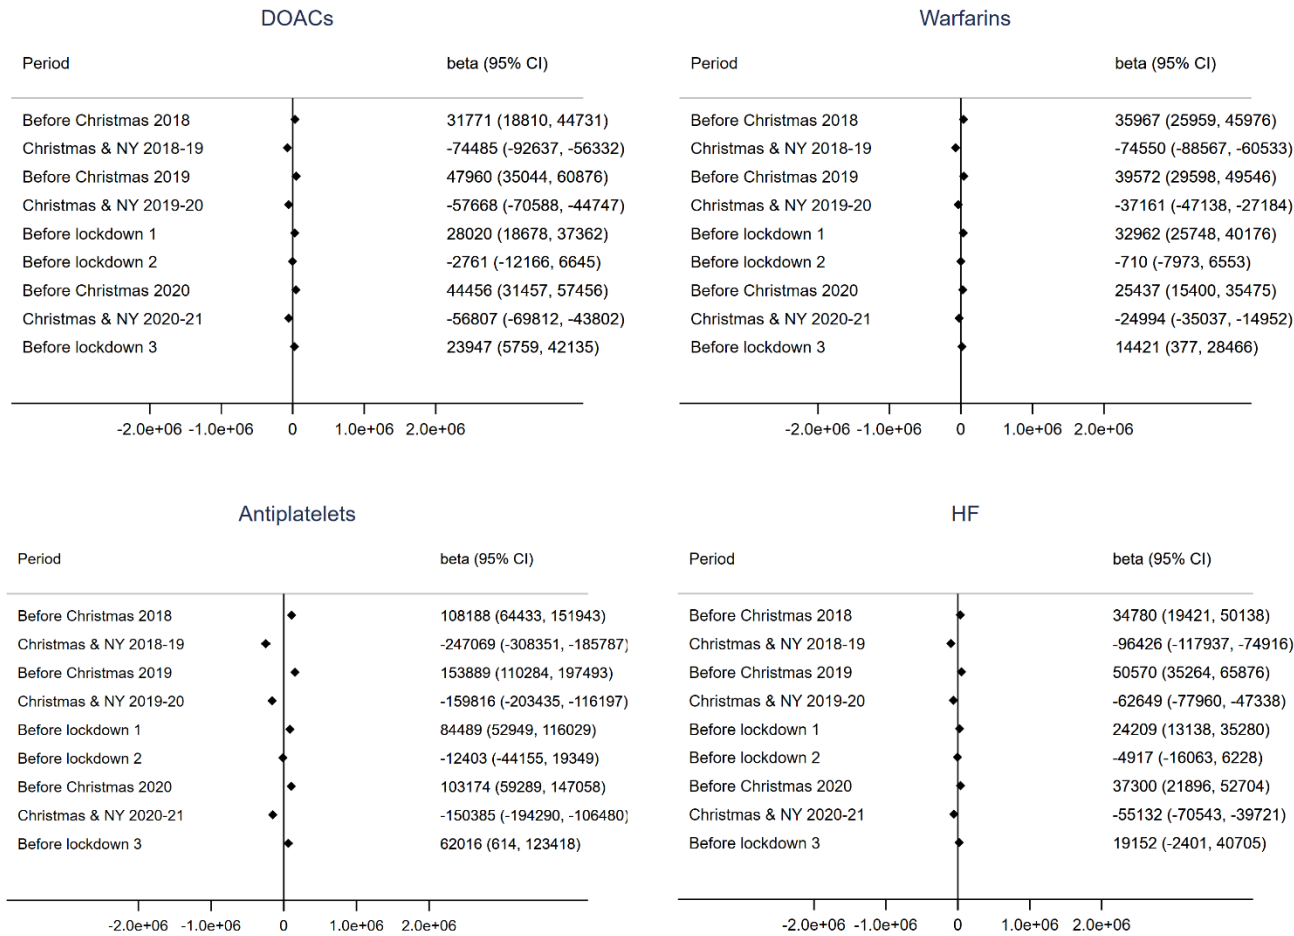 DOACs
Period beta (95% CI)
Before Christmas 2018 31771 (18810, 44731)
Christmas & NY 2018-19 -74485 (-92637, -56332)
Before Christmas 2019 47960 (35044, 60876)
Christmas & NY 2019-20 -57668 (-70588, -44747)
Before lockdown 1 28020 (18678, 37362)
Before lockdown 2 -2761 (-12166, 6645)
Before Christmas 2020 44456 (31457, 57456)
Christmas & NY 2020-21 -56807 (-69812, -43802)
Before lockdown 3 23947 (5759, 42135)
-2.0e+06 -1.0e+06 0 1.0e+06 2.0e+06
Warfarins
Period beta (95% CI)
Before Christmas 2018 35967 (25959, 45976)
Christmas & NY 2018-19 -74550 (-88567, -60533)
Before Christmas 2019 39572 (29598, 49546)
Christmas & NY 2019-20 -37161 (-47138, -27184)
Before lockdown 1 32962 (25748, 40176)
Before lockdown 2 -710 (-7973, 6553)
Before Christmas 2020 25437 (15400, 35475)
Christmas & NY 2020-21 -24994 (-35037, -14952)
Before lockdown 3 14421 (377, 28466)
-2.0e+06 -1.0e+06 0 1.0e+06 2.0e+06
Antiplatelets
Period beta (95% CI)
Before Christmas 2018 108188 (64433, 151943)
Christmas & NY 2018-19 -247069 (-308351, -185787)
Before Christmas 2019 153889 (110284, 197493)
Christmas & NY 2019-20 -159816 (-203435, -116197)
Before lockdown 1 84489 (52949, 116029)
Before lockdown 2 -12403 (-44155, 19349)
Before Christmas 2020 103174 (59289, 147058)
Christmas & NY 2020-21 -150385 (-194290, -106480)
Before lockdown 3 62016 (614, 123418)
-2.0e+06 -1.0e+06 0 1.0e+06 2.0e+06
HF
Period beta (95% CI)
Before Christmas 2018 34780 (19421, 50138)
Christmas & NY 2018-19 -96426 (-117937, -74916)
Before Christmas 2019 50570 (35264, 65876)
Christmas & NY 2019-20 -62649 (-77960, -47338)
Before lockdown 1 24209 (13138, 35280)
Before lockdown 2 -4917 (-16063, 6228)
Before Christmas 2020 37300 (21896, 52704)
Christmas & NY 2020-21 -55132 (-70543, -39721)
Before lockdown 3 19152 (-2401, 40705)
-2.0e+06 -1.0e+06 0 1.0e+06 2.0e+06